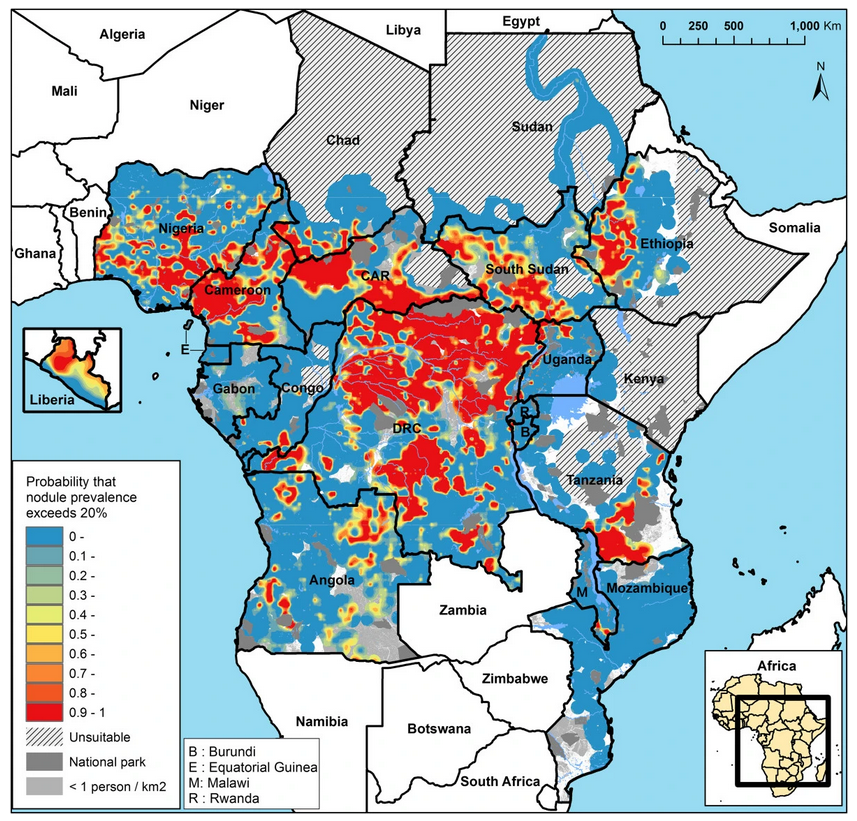 Egypt
Algeria
Libya
0 250 500 1,000 Km
N
Mali
Niger
Chad
Sudan
Benin
Nigeria
Somalia
Ghana
Ethiopia
CAR
South Sudan
Cameroon
E
Uganda
Kenya
Gabon
Congo
Liberia
R
DRC
B
Tanzania
Probability that
nodule prevalence
exceeds 20%
0 -
0.1 -
0.2 -
0.3 -
0.4 -
0.5 -
0.6 -
0.7 -
0.8 -
0.9 - 1
Unsuitable
National park
< 1 person / km2
Angola
M
Mozambique
Zambia
Zimbabwe
Namibia
Botswana
South Africa
B : Burundi
E : Equatorial Guinea
M: Malawi
R : Rwanda
Africa